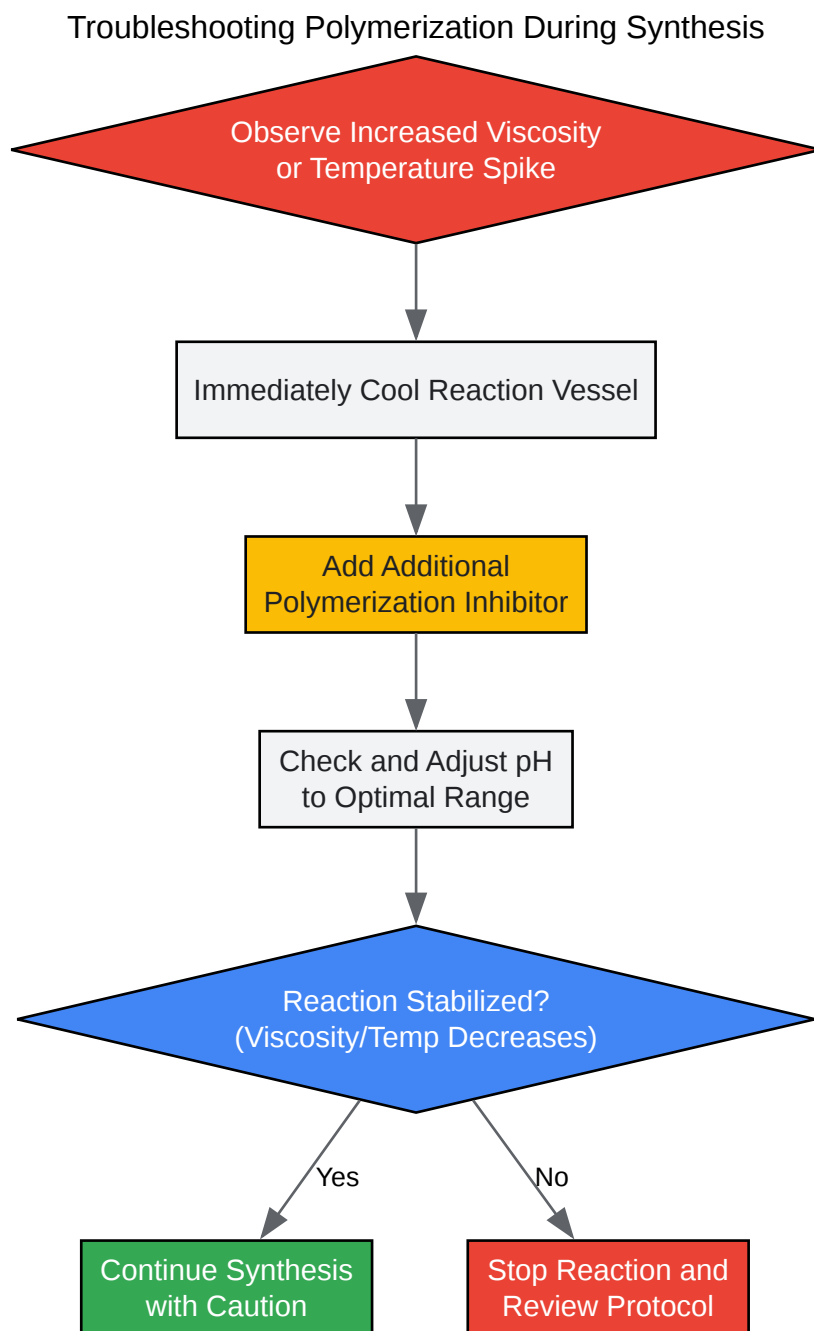 Troubleshooting Polymerization During Synthesis
Observe Increased Viscosity
or Temperature Spike
Immediately Cool Reaction Vessel
Add Additional
Polymerization Inhibitor
Check and Adjust pH
to Optimal Range
Reaction Stabilized?
(Viscosity/Temp Decreases)
Yes
No
Continue Synthesis
with Caution
Stop Reaction and
Review Protocol